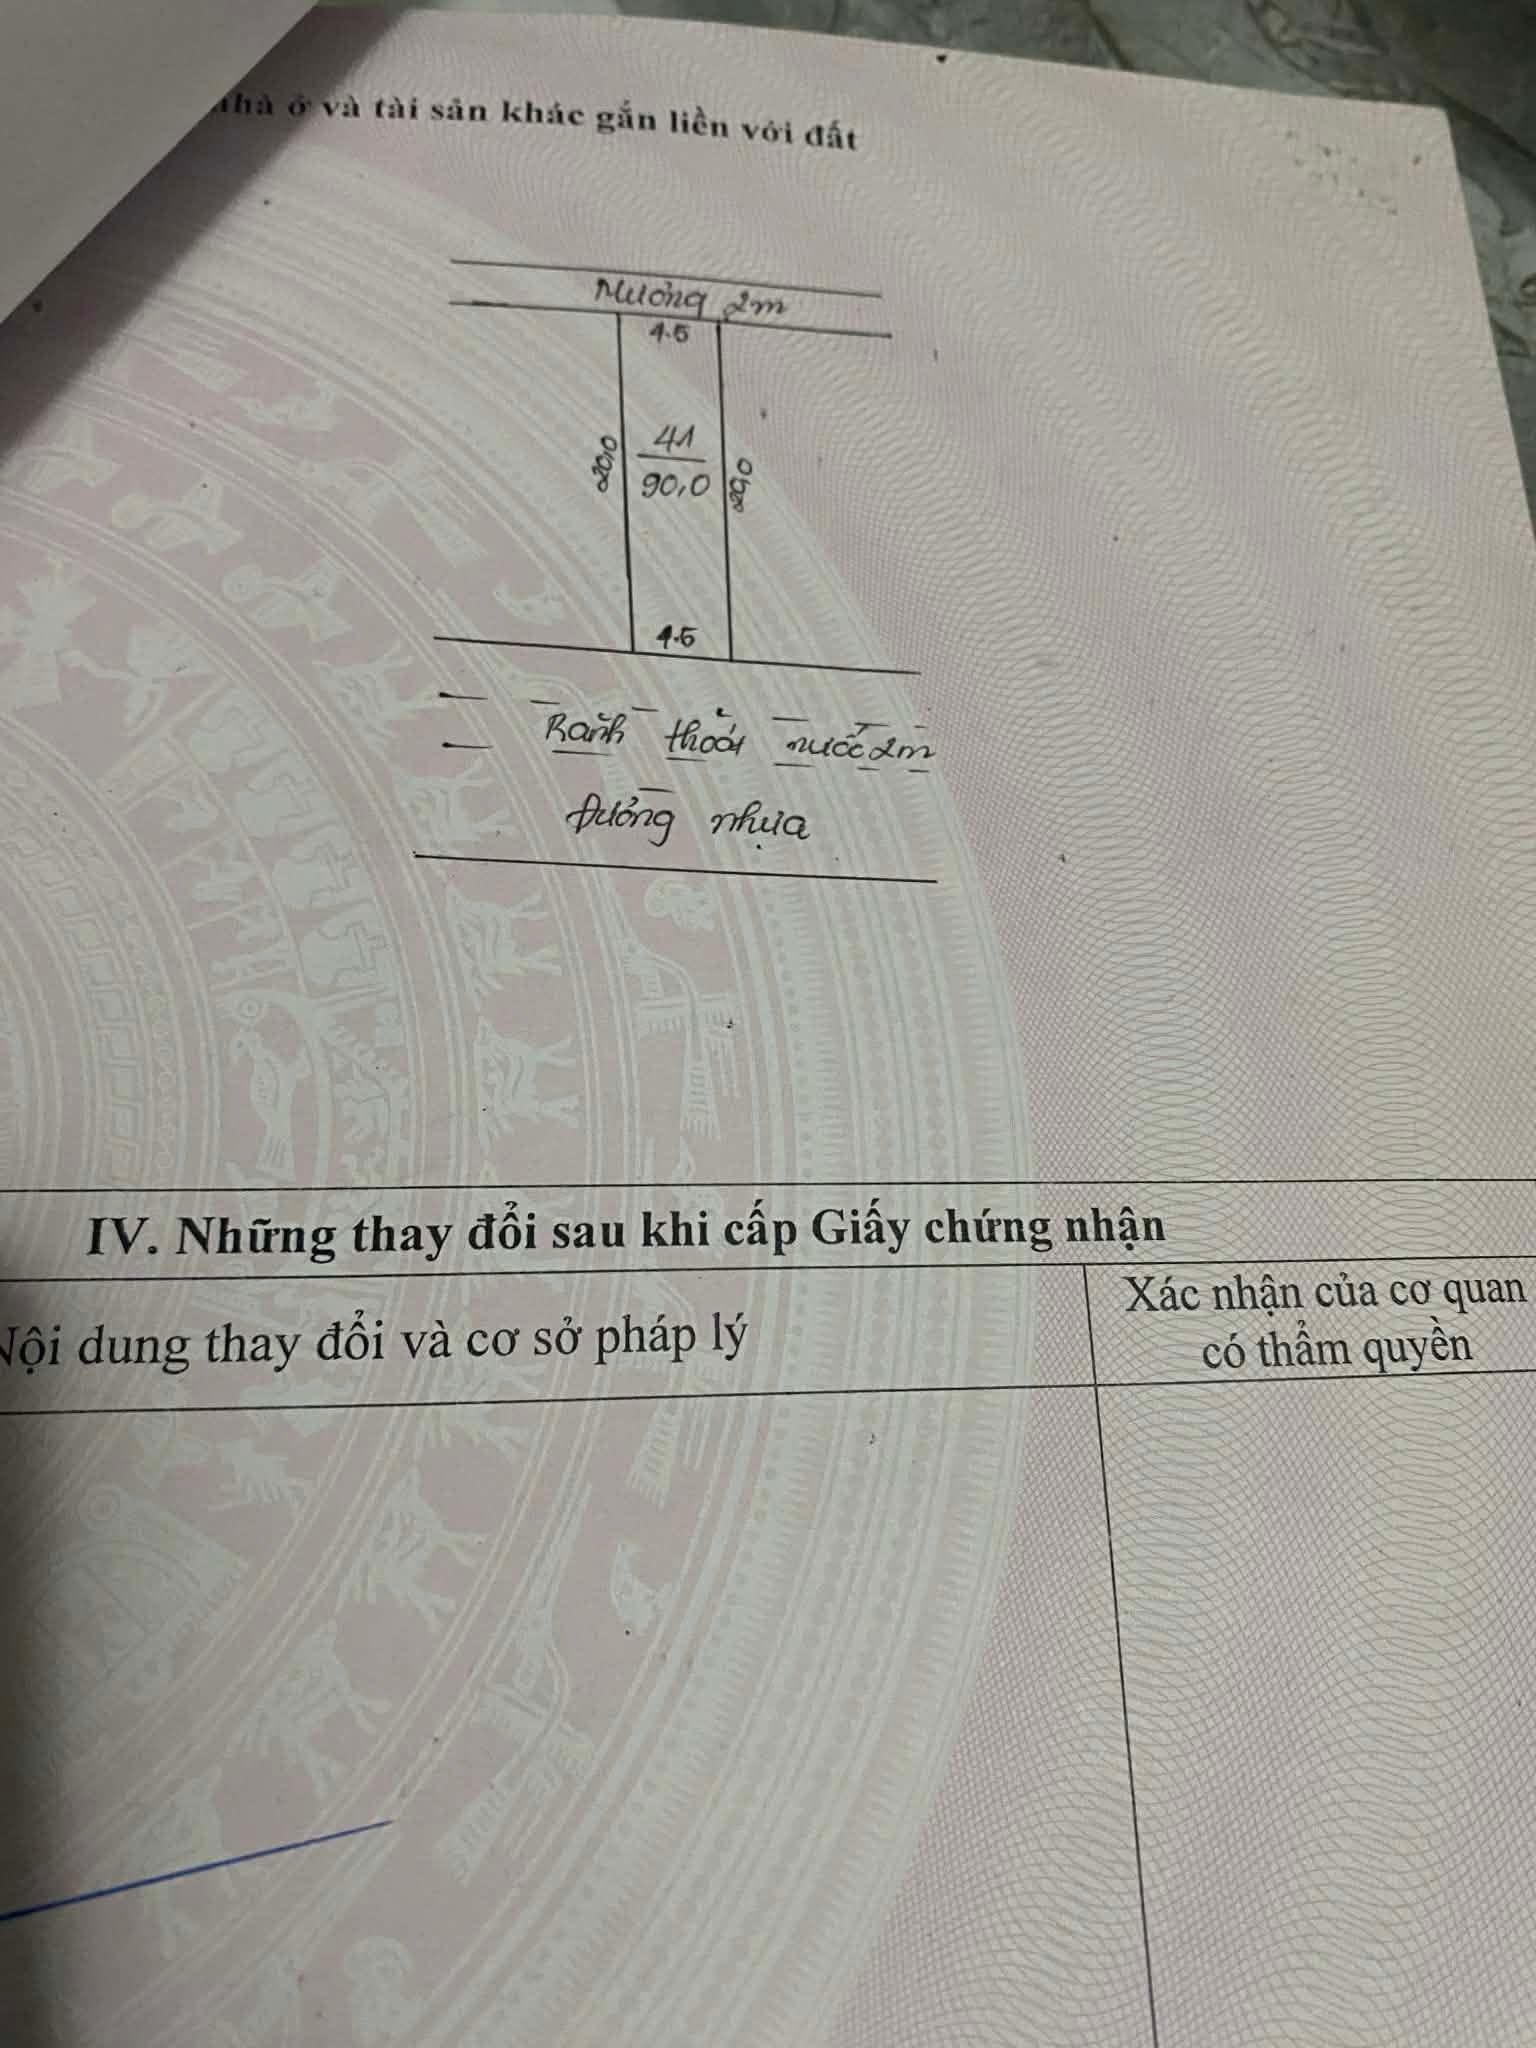 nhà ở và tài sản khác gắn liền với đất
Mương 2m
4.5
20,0
41
90,0
20,0
4.5
Rãnh thoát nước 2m
Đường nhựa
IV. Những thay đổi sau khi cấp Giấy chứng nhận
Nội dung thay đổi và cơ sở pháp lý
Xác nhận của cơ quan
có thẩm quyền